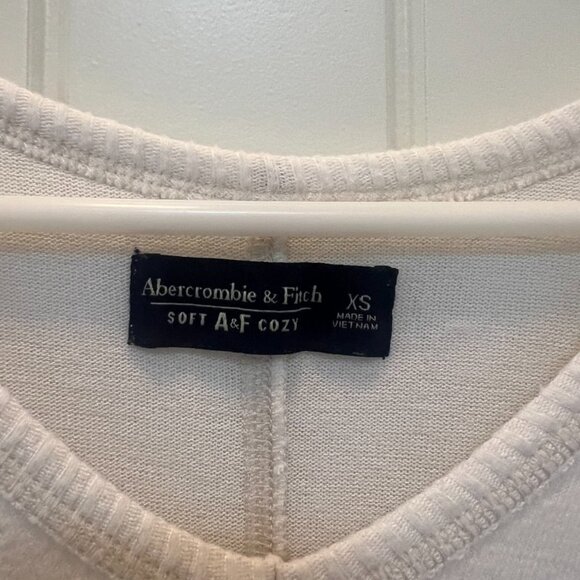 Abercrombie & Fitch
SOFT A&F COZY
XS
MADE IN
VIETNAM